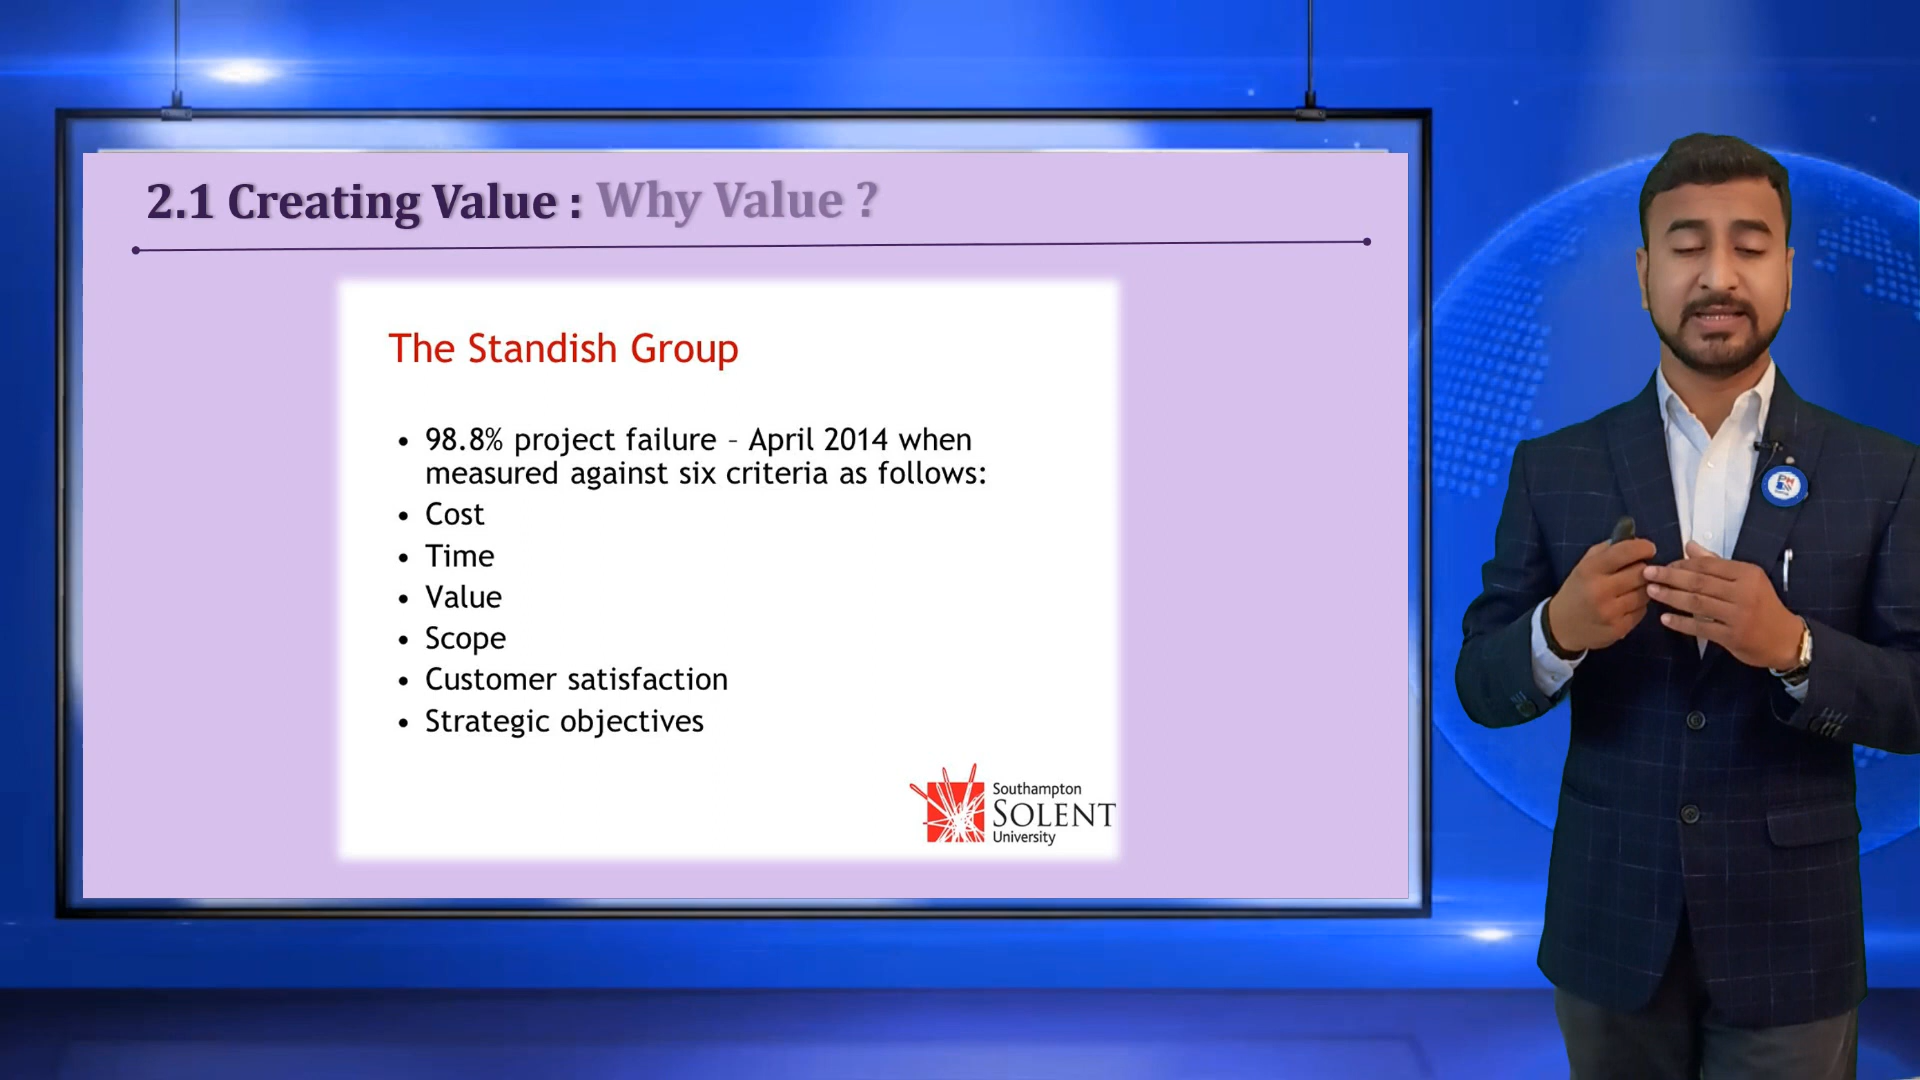 2.1 Creating Value : Why Value ?
The Standish Group
• 98.8% project failure – April 2014 when
measured against six criteria as follows:
• Cost
• Time
• Value
• Scope
• Customer satisfaction
• Strategic objectives
Southampton
SOLENT
University